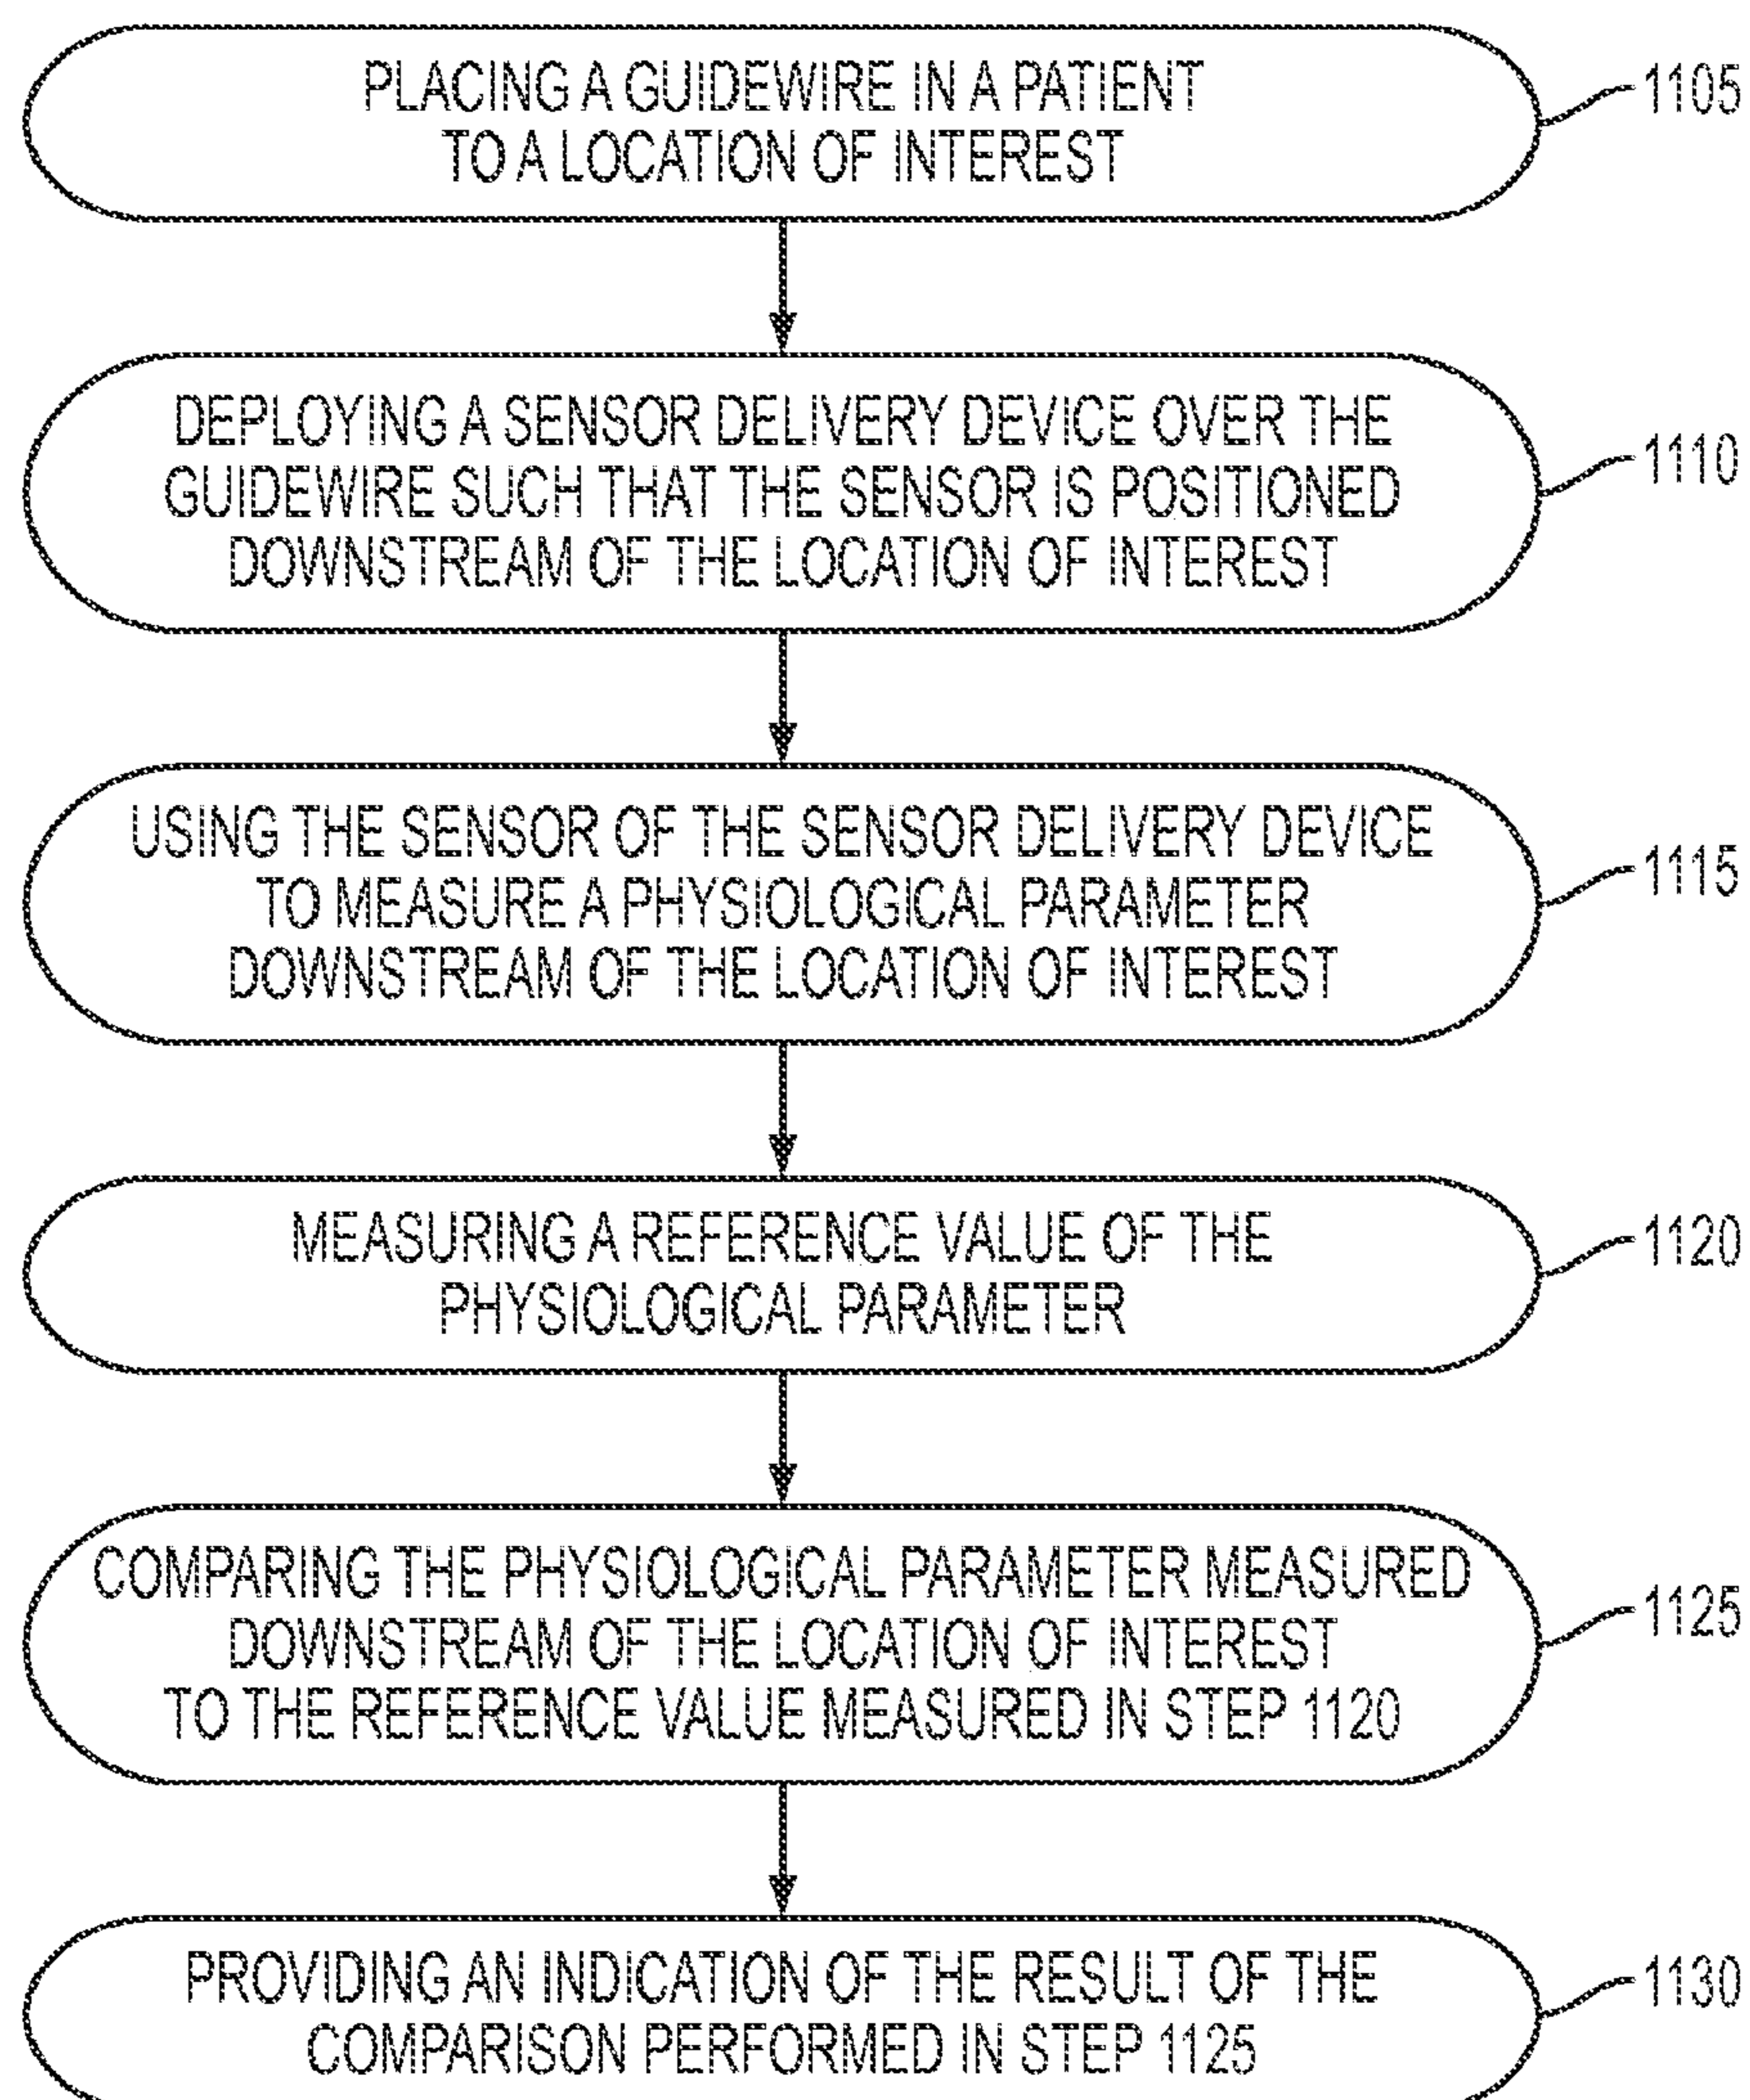 PLACING A GUIDEWIRE IN A PATIENT
TO A LOCATION OF INTEREST
1105
DEPLOYING A SENSOR DELIVERY DEVICE OVER THE
GUIDEWIRE SUCH THAT THE SENSOR IS POSITIONED
DOWNSTREAM OF THE LOCATION OF INTEREST
1110
USING THE SENSOR OF THE SENSOR DELIVERY DEVICE
TO MEASURE A PHYSIOLOGICAL PARAMETER
DOWNSTREAM OF THE LOCATION OF INTEREST
1115
MEASURING A REFERENCE VALUE OF THE
PHYSIOLOGICAL PARAMETER
1120
COMPARING THE PHYSIOLOGICAL PARAMETER MEASURED
DOWNSTREAM OF THE LOCATION OF INTEREST
TO THE REFERENCE VALUE MEASURED IN STEP 1120
1125
PROVIDING AN INDICATION OF THE RESULT OF THE
COMPARISON PERFORMED IN STEP 1125
1130